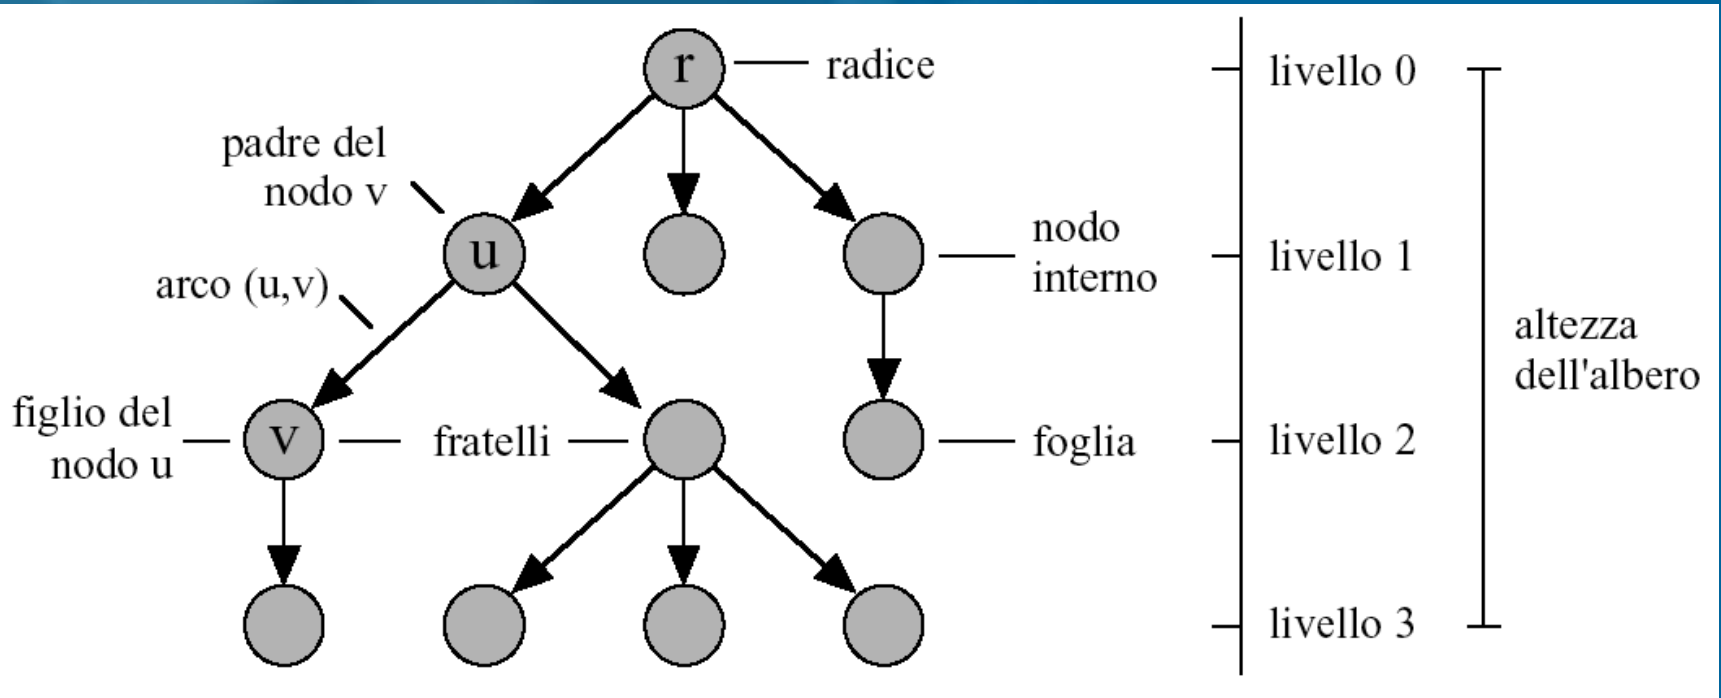 r
radice
livello 0
padre del
nodo v
u
nodo
interno
livello 1
arco (u,v)
altezza
dell'albero
figlio del
nodo u
v
fratelli
foglia
livello 2
livello 3